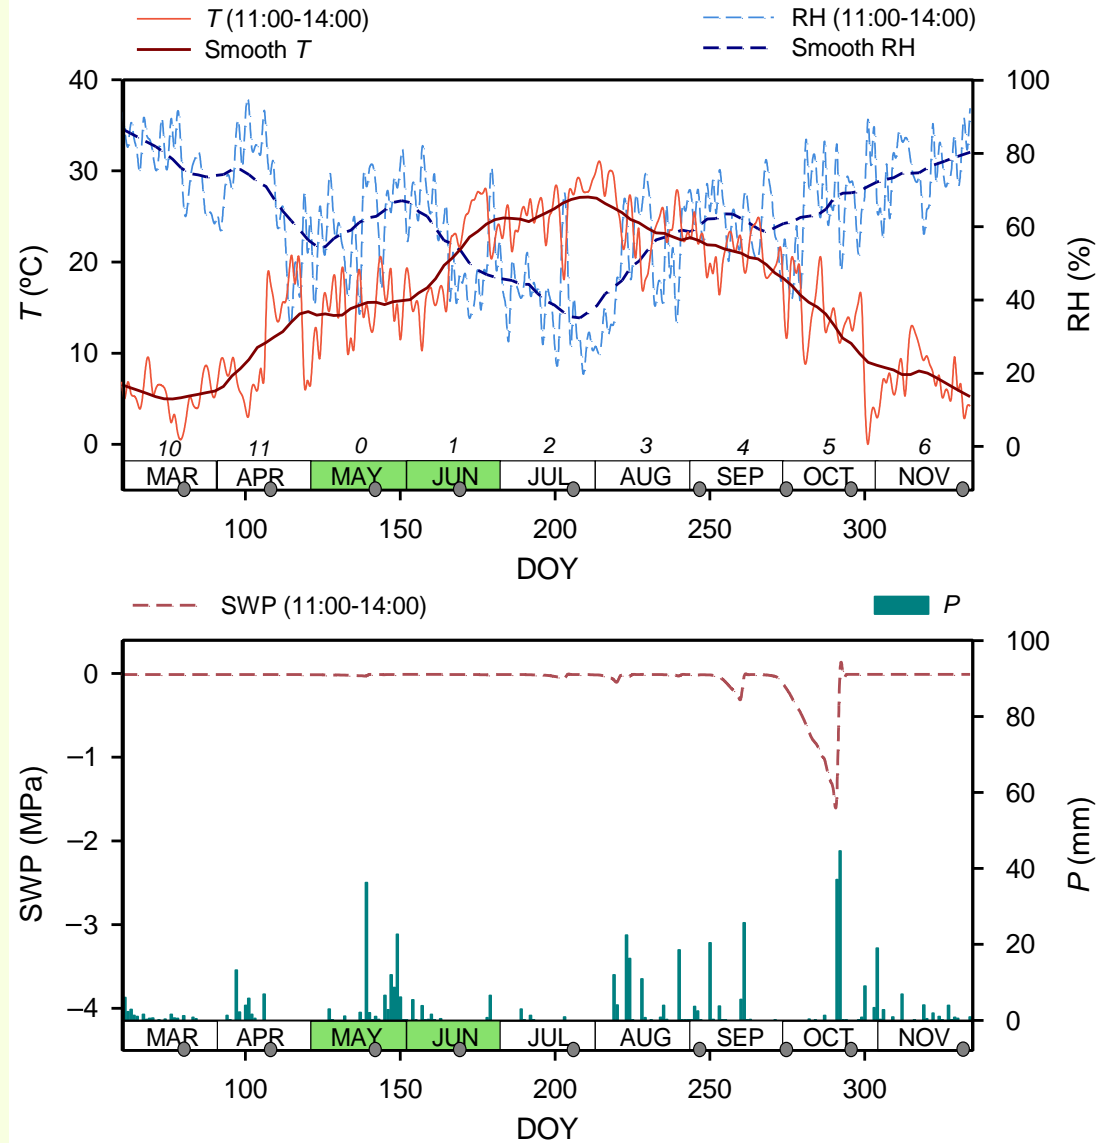 T (11:00-14:00) RH (11:00-14:00)
Smooth T Smooth RH
40 100
30 80
60
20
40
10 20
0 0
T (ºC)
RH (%)
10 11 0 1 2 3 4 5 6
MAR APR MAY JUN JUL AUG SEP OCT NOV
100 150 200 250 300
DOY
SWP (11:00-14:00) P
0 100
80
–1
60
–2
40
–3
20
–4 0
SWP (MPa)
P (mm)
MAR APR MAY JUN JUL AUG SEP OCT NOV
100 150 200 250 300
DOY